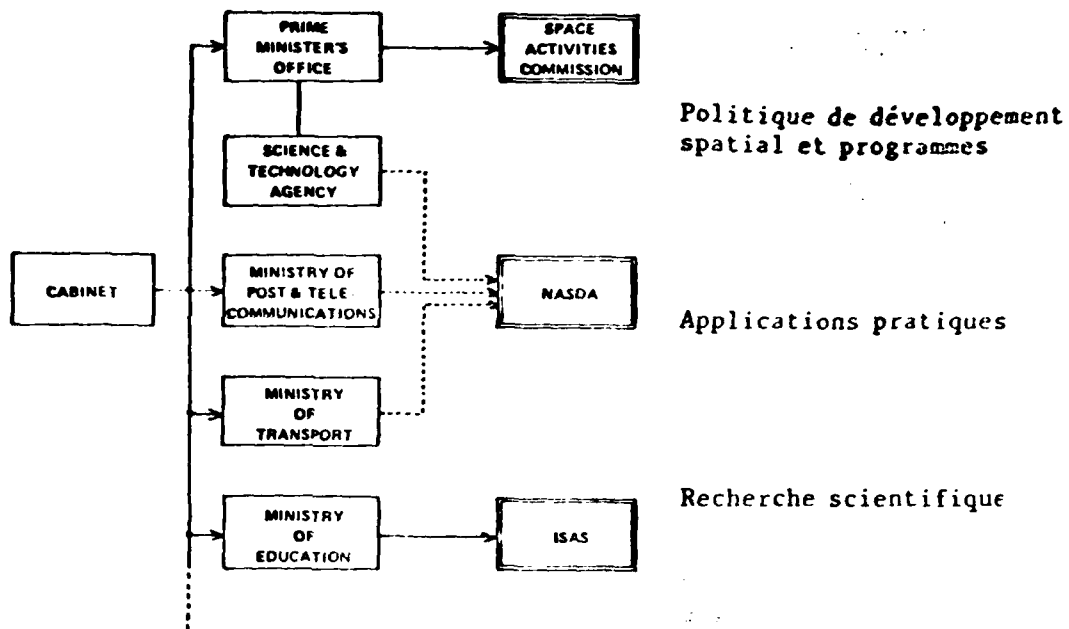 PRIME
MINISTER'S
OFFICE
SPACE
ACTIVITIES
COMMISSION
Politique de développement
spatial et programmes
SCIENCE &
TECHNOLOGY
AGENCY
CABINET
MINISTRY OF
POST & TELE
COMMUNICATIONS
NASDA
Applications pratiques
MINISTRY
OF
TRANSPORT
Recherche scientifique
MINISTRY
OF
EDUCATION
ISAS